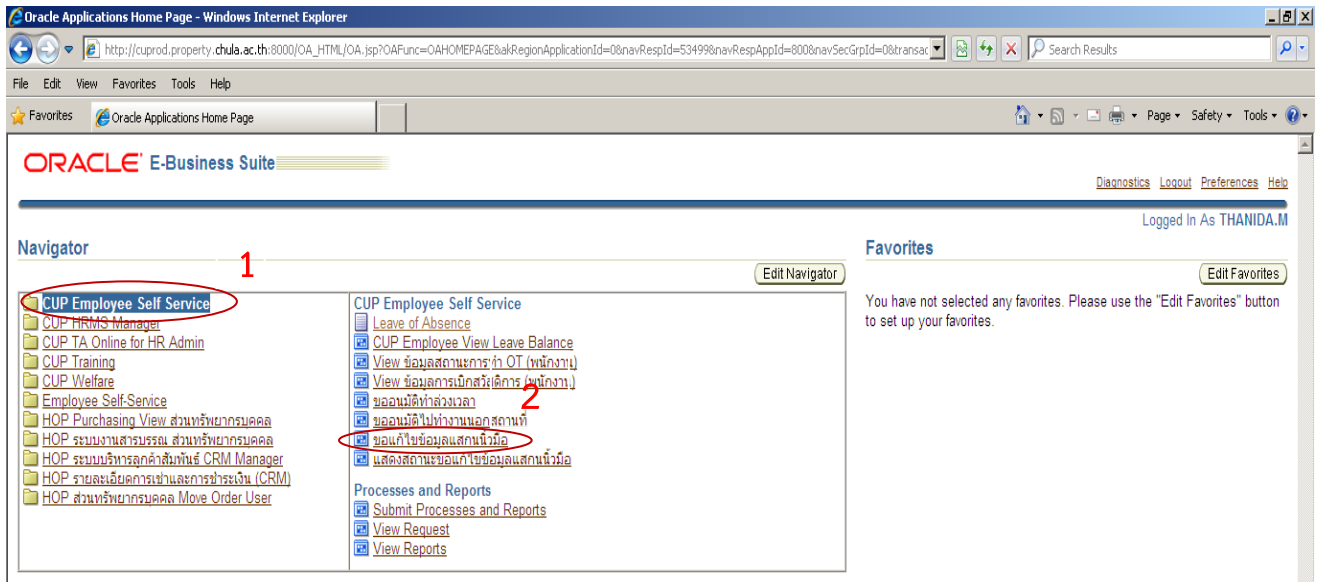 Oracle Applications Home Page - Windows Internet Explorer
http://cuprod.property.chula.ac.th:8000/OA_HTML/OA.jsp?OAFunc=OAHOMEPAGE&akRegionApplicationId=0&navRespId=53499&navRespAppId=800&navSecGrpId=0&transac
Search Results
File Edit View Favorites Tools Help
Favorites Oracle Applications Home Page Page Safety Tools
ORACLE E-Business Suite
Diagnostics Logout Preferences Help
Logged In As THANIDA.M
Navigator
1
Edit Navigator
CUP Employee Self Service
CUP HRMS Manager
CUP TA Online for HR Admin
CUP Training
CUP Welfare
Employee Self-Service
HOP Purchasing View ส่วนทรัพยากรบุคคล
HOP ระบบงานสารบรรณ ส่วนทรัพยากรบุคคล
HOP ระบบบริหารลูกค้าสัมพันธ์ CRM Manager
HOP รายละเอียดการเช่าและการชำระเงิน (CRM)
HOP ส่วนทรัพยากรบุคคล Move Order User
CUP Employee Self Service
Leave of Absence
CUP Employee View Leave Balance
View ข้อมูลสถานะการทำ OT (พนักงาน)
View ข้อมูลการเบิกสวัสดิการ (พนักงาน)
2
ขออนุมัติทำล่วงเวลา
ขออนุมัติไปทำงานนอกสถานที่
ขอแก้ไขข้อมูลแสกนนิ้วมือ
แสดงสถานะขอแก้ไขข้อมูลแสกนนิ้วมือ
Processes and Reports
Submit Processes and Reports
View Request
View Reports
Favorites
Edit Favorites
You have not selected any favorites. Please use the "Edit Favorites" button
to set up your favorites.